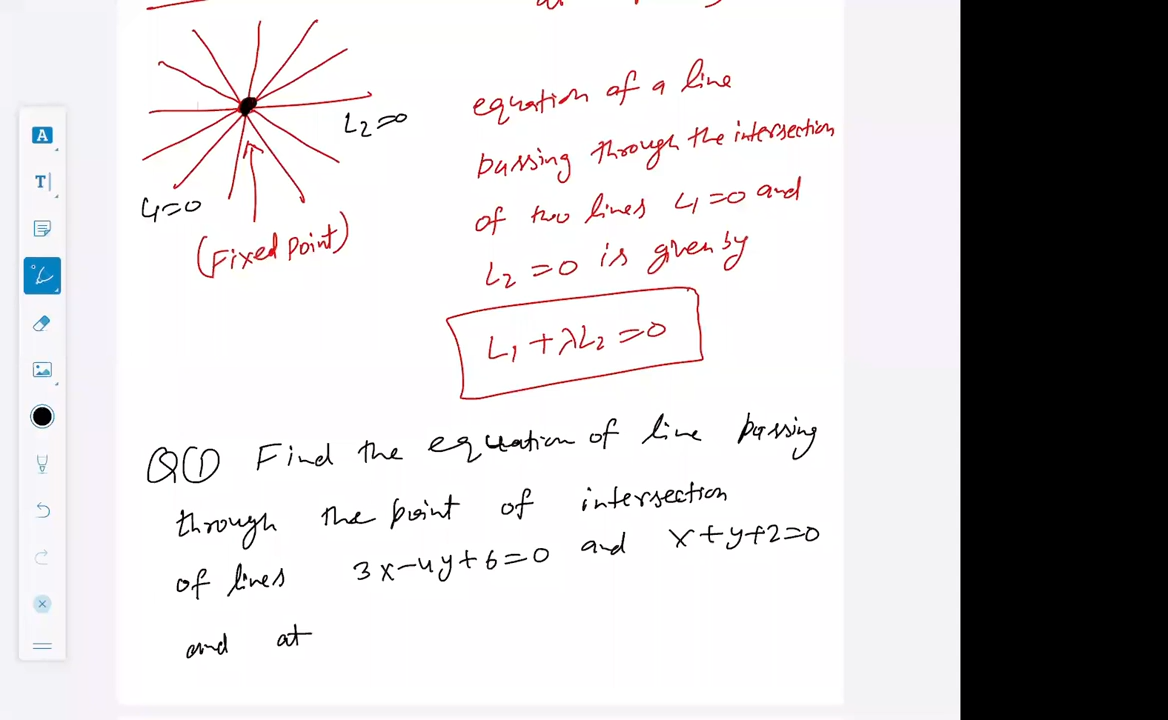 equation of a line
passing through the intersection
L2=0
of two lines L1=0 and
L1=0
(Fixed Point)
L2=0 is given by
L1+λL2=0
Q① Find the equation of line passing
through the point of intersection
of lines 3x-4y+6=0 and x+y+2=0
and at
A
T